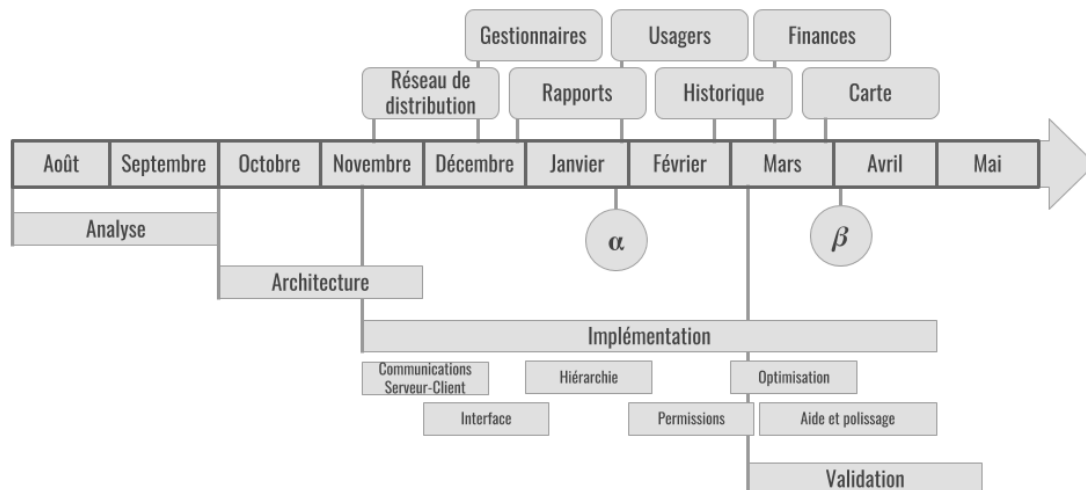 Gestionnaires
Usagers
Finances
Réseau de
distribution
Rapports
Historique
Carte
Août
Septembre
Octobre
Novembre
Décembre
Janvier
Février
Mars
Avril
Mai
Analyse
α
β
Architecture
Implémentation
Communications
Serveur-Client
Hiérarchie
Optimisation
Interface
Permissions
Aide et polissage
Validation